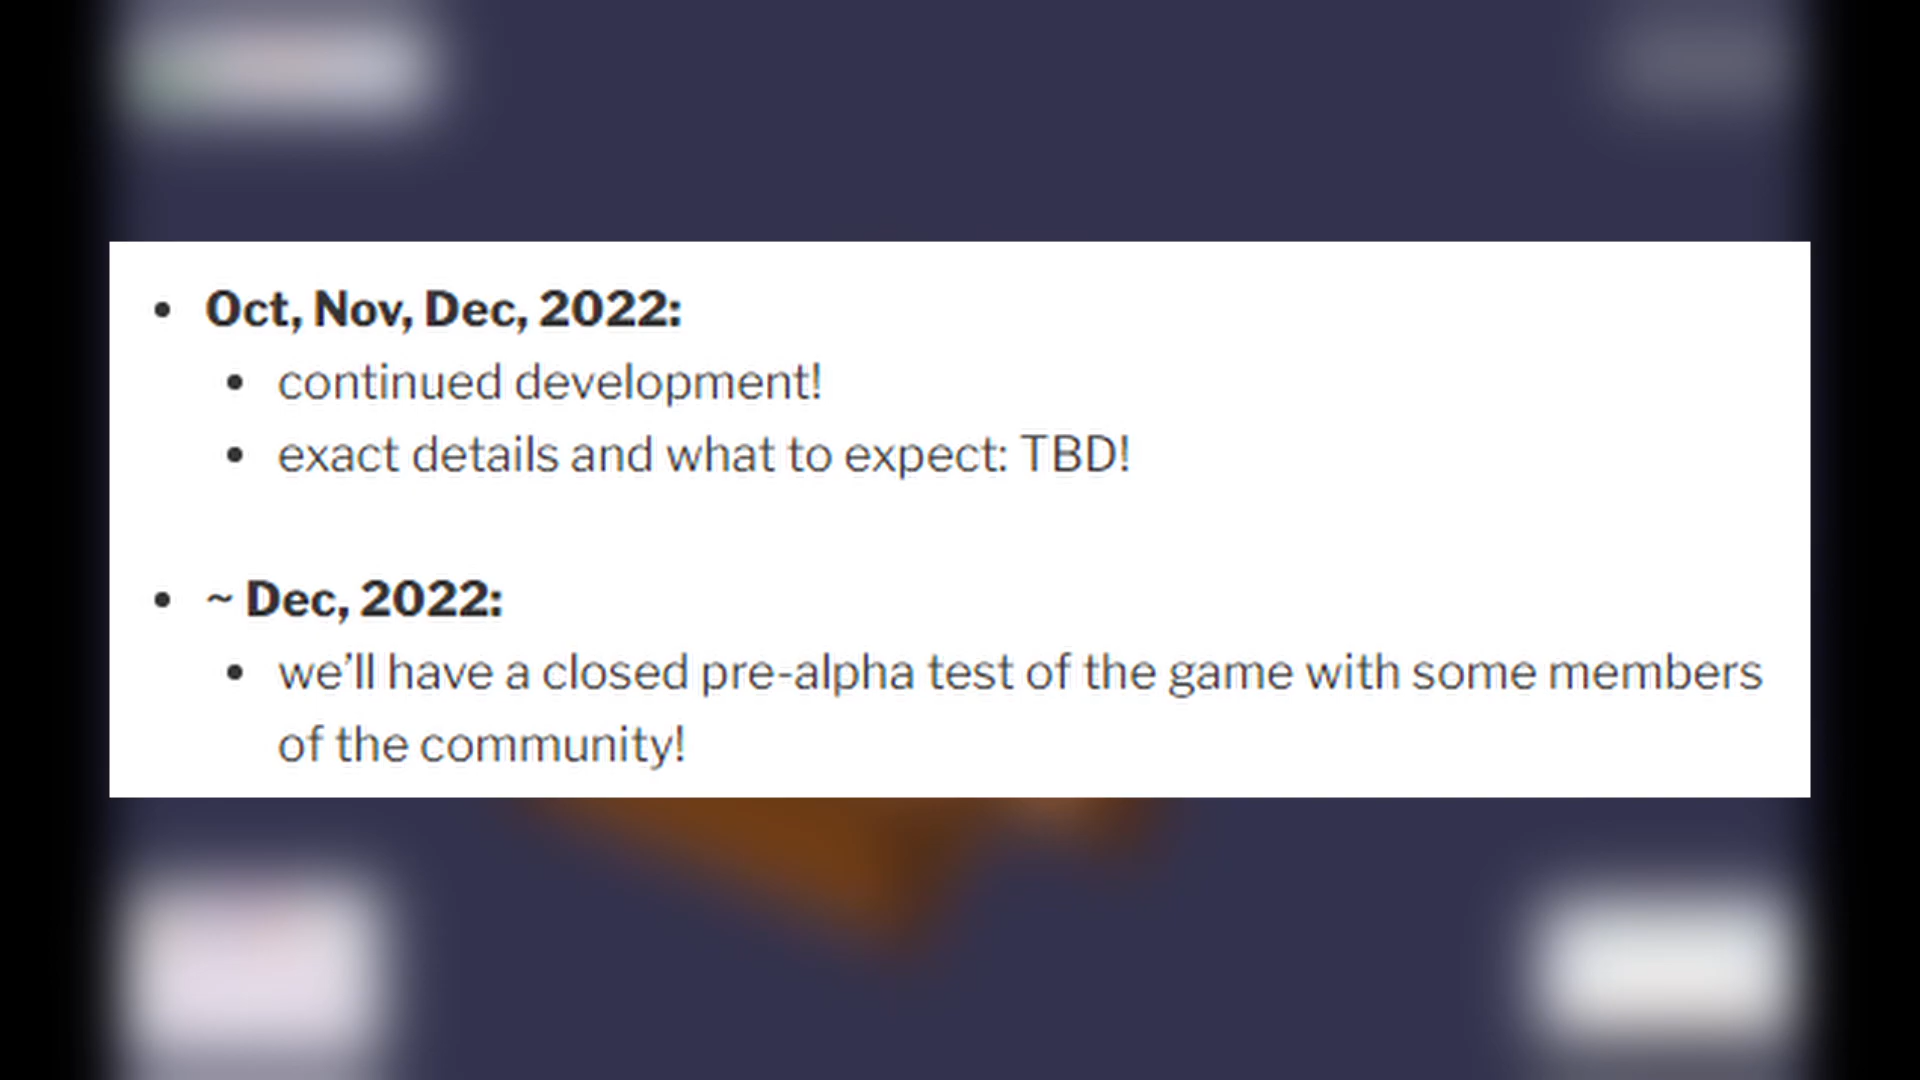 • Oct, Nov, Dec, 2022:
• continued development!
• exact details and what to expect: TBD!
• ~ Dec, 2022:
• we’ll have a closed pre-alpha test of the game with some members
of the community!